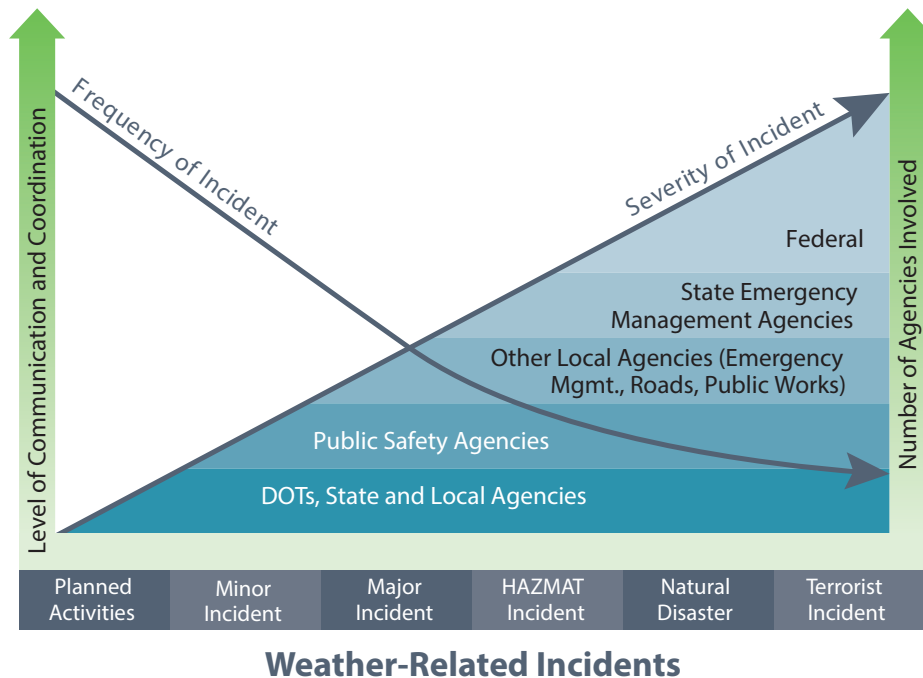 Level of Communication and Coordination
Frequency of Incident
Severity of Incident
Number of Agencies Involved
Federal
State Emergency
Management Agencies
Other Local Agencies (Emergency
Mgmt., Roads, Public Works)
Public Safety Agencies
DOTs, State and Local Agencies
Planned
Activities
Minor
Incident
Major
Incident
HAZMAT
Incident
Natural
Disaster
Terrorist
Incident
Weather-Related Incidents